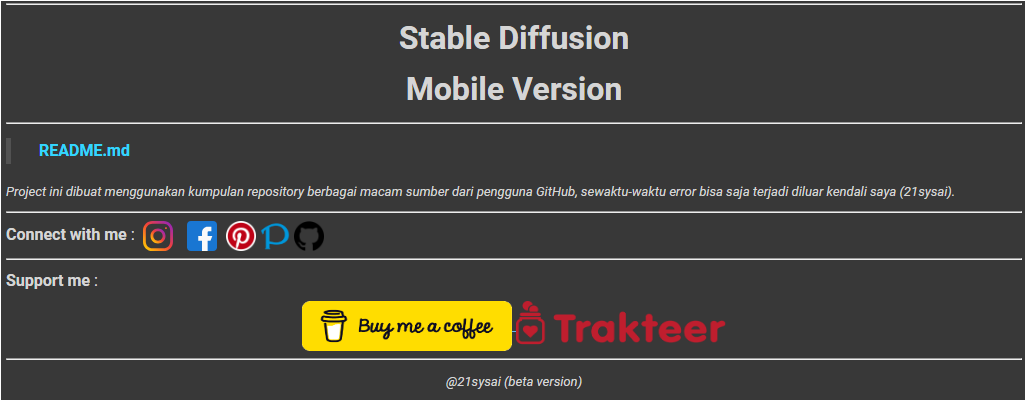 Stable Diffusion
Mobile Version
README.md
Project ini dibuat menggunakan kumpulan repository berbagai macam sumber dari pengguna GitHub, sewaktu-waktu error bisa saja terjadi diluar kendali saya (21sysai).
Connect with me :
Support me :
Buy me a coffee Trakteer
@21sysai (beta version)